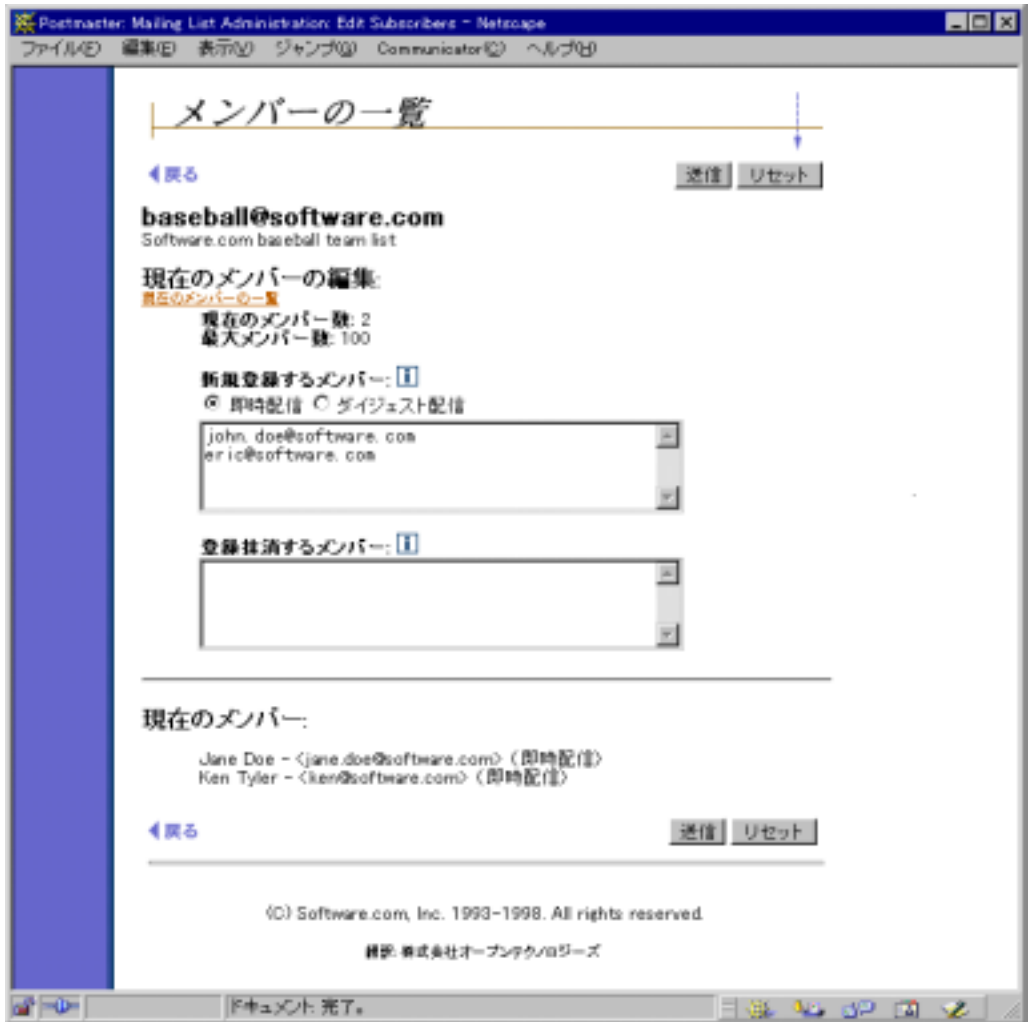 Postmaster: Mailing List Administration: Edit Subscribers - Netscape
ファイル(F) 編集(E) 表示(V) ジャンプ(G) Communicator(C) ヘルプ(H)
メンバーの一覧
戻る 送信 リセット
baseball@software.com
Software.com baseball team list
現在のメンバーの編集:
現在のメンバーの一覧
現在のメンバー数: 2
最大メンバー数: 100
新規登録するメンバー:
即時配信 ダイジェスト配信
john.doe@software.com
eric@software.com
登録抹消するメンバー:
現在のメンバー:
Jane Doe - <jane.doe@software.com> (即時配信)
Ken Tyler - <ken@software.com> (即時配信)
戻る 送信 リセット
(C) Software.com, Inc. 1993-1998. All rights reserved.
翻訳: 株式会社オープンテクノロジーズ
ドキュメント: 完了。